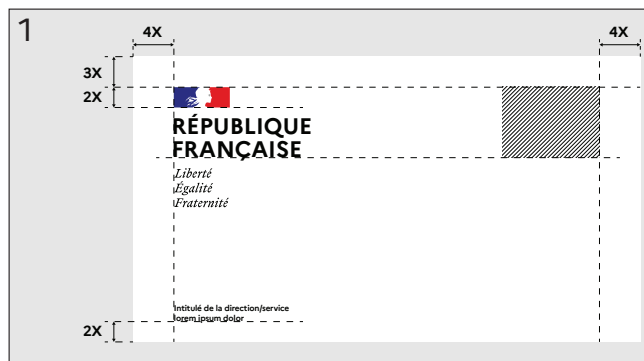 1
4X
4X
3X
2X
RÉPUBLIQUE
FRANÇAISE
Liberté
Égalité
Fraternité
Intitulé de la direction/service
lorem ipsum dolor
2X